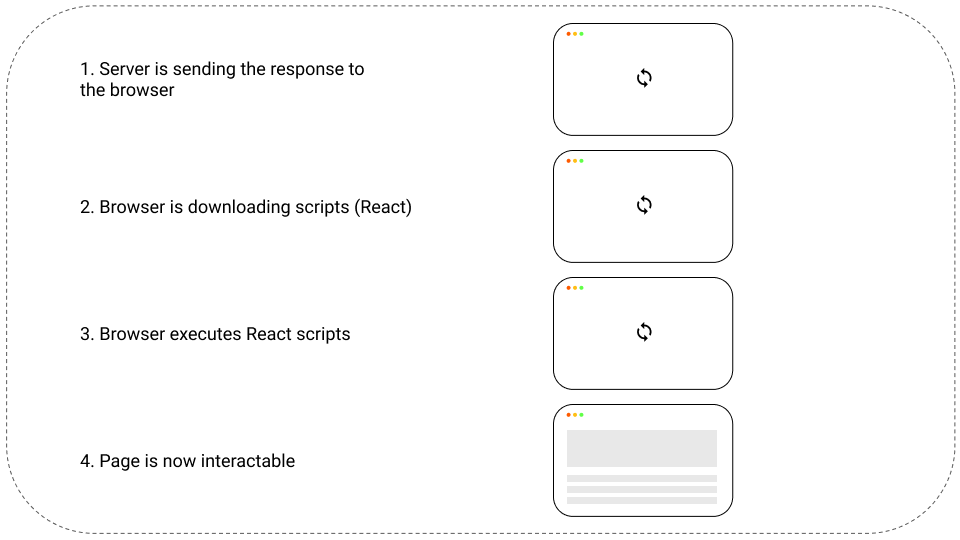 1. Server is sending the response to
the browser
2. Browser is downloading scripts (React)
3. Browser executes React scripts
4. Page is now interactable